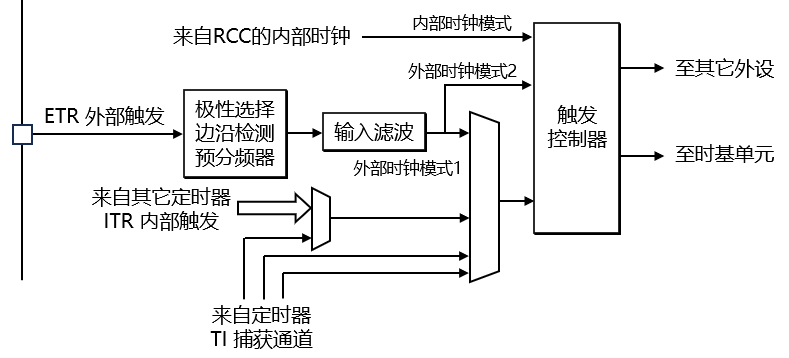 来自RCC的内部时钟
内部时钟模式
外部时钟模式2
ETR 外部触发
极性选择
边沿检测
预分频器
输入滤波
外部时钟模式1
触发
控制器
至其它外设
至时基单元
来自其它定时器
ITR 内部触发
来自定时器
TI 捕获通道